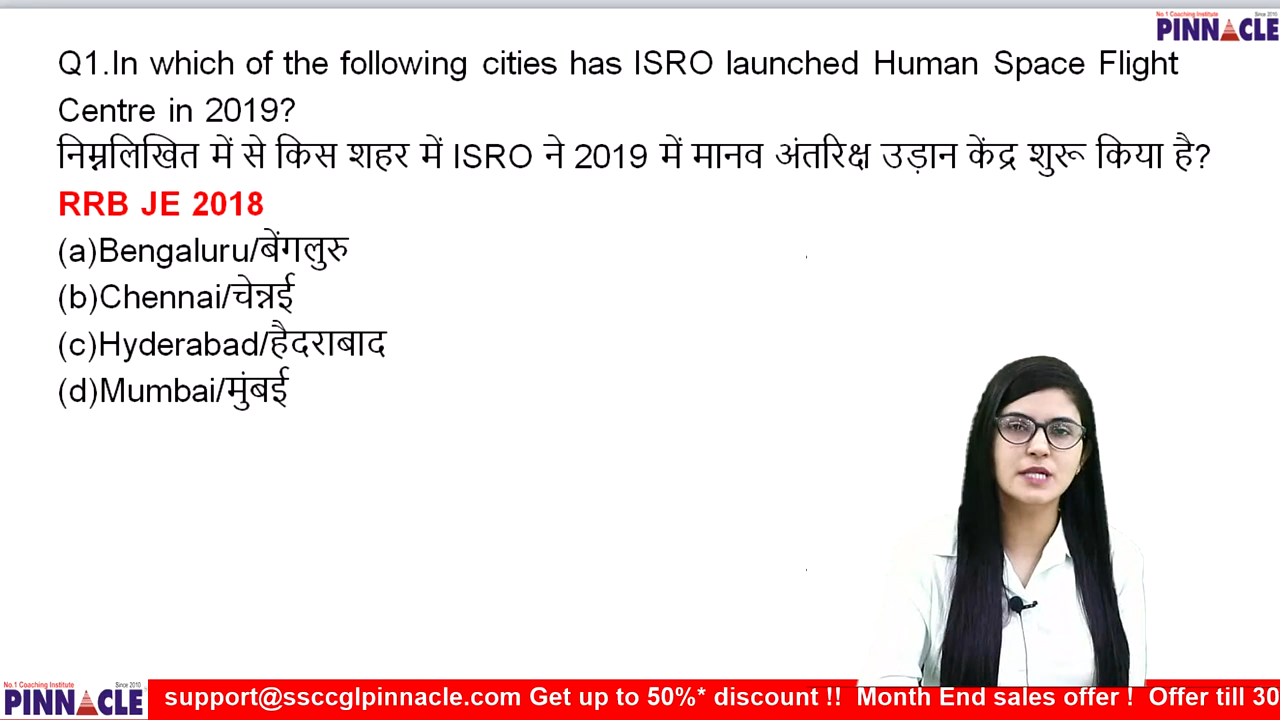 No.1 Coaching Institute Since 2010
PINNACLE
Q1.In which of the following cities has ISRO launched Human Space Flight
Centre in 2019?
निम्नलिखित में से किस शहर में ISRO ने 2019 में मानव अंतरिक्ष उड़ान केंद्र शुरू किया है?
RRB JE 2018
(a)Bengaluru/बेंगलुरु
(b)Chennai/चेन्नई
(c)Hyderabad/हैदराबाद
(d)Mumbai/मुंबई
No.1 Coaching Institute Since 2010
PINNACLE
support@ssccglpinnacle.com Get up to 50%* discount !! Month End sales offer ! Offer till 30